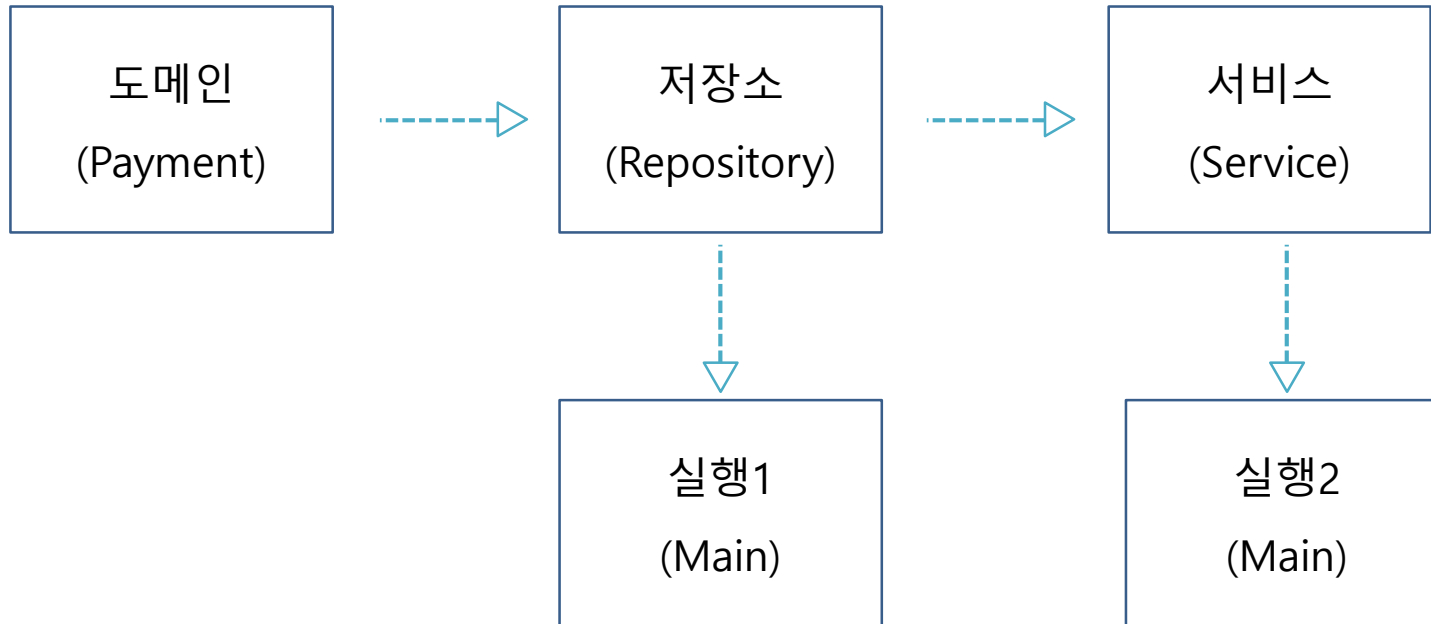 도메인
(Payment)
저장소
(Repository)
서비스
(Service)
실행1
(Main)
실행2
(Main)